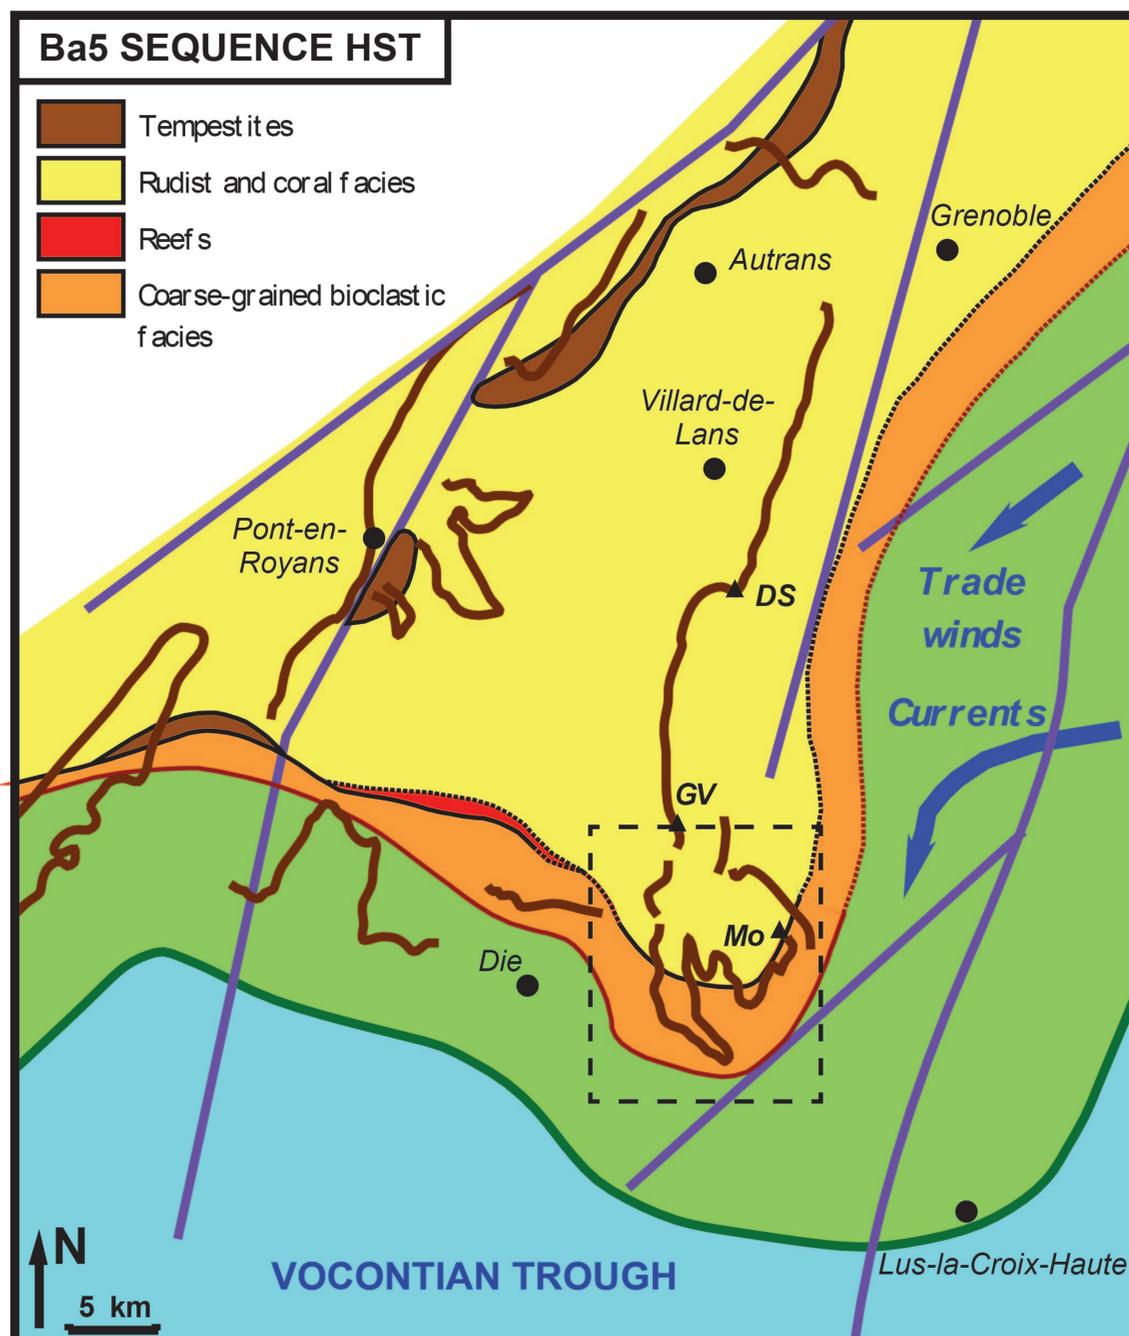 Ba5 SEQUENCE HST
Tempestites
Rudist and coral facies
Reefs
Coarse-grained bioclastic
facies
Grenoble
Autrans
Villard-de-
Lans
Pont-en-
Royans
DS
Trade
winds
Currents
GV
Mo
Die
N
5 km
VOCONTIAN TROUGH
Lus-la-Croix-Haute